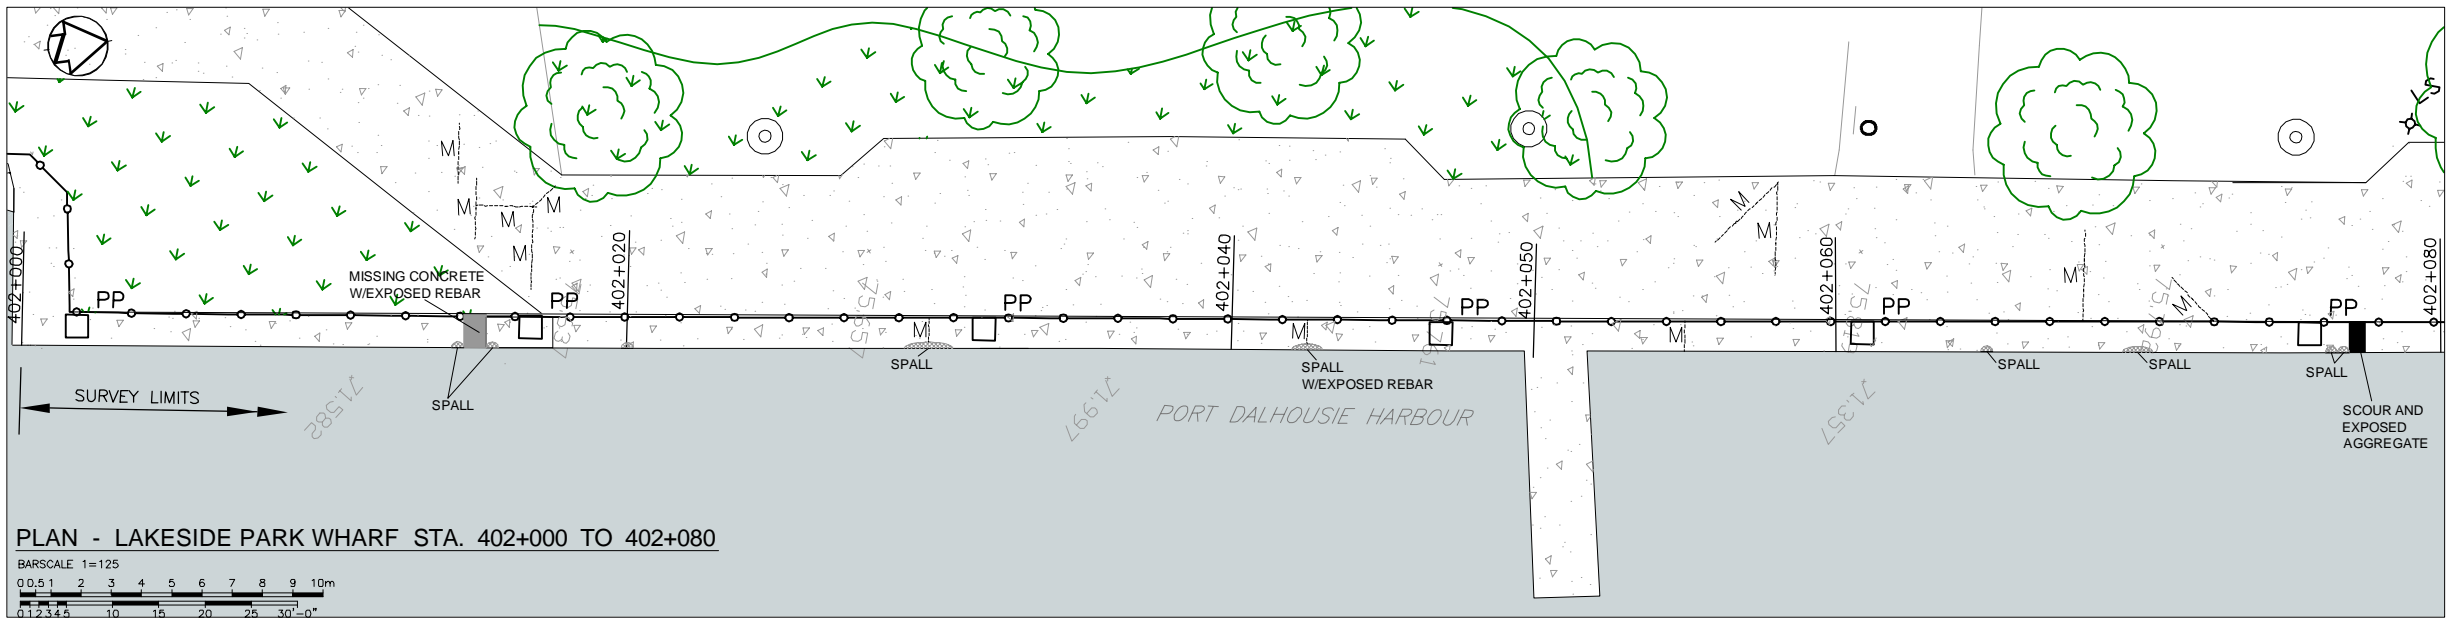 LS
O
M
M
M
M
M
M
M
M
M
402+000
402+020
402+040
402+050
402+060
402+080
MISSING CONCRETE
W/EXPOSED REBAR
PP
PP
PP
PP
PP
PP
75.657
M
M
M
SPALL
SPALL
SPALL
W/EXPOSED REBAR
SPALL
SPALL
SPALL
SCOUR AND
EXPOSED
AGGREGATE
SURVEY LIMITS
71.582
71.997
71.357
PORT DALHOUSIE HARBOUR
PLAN - LAKESIDE PARK WHARF STA. 402+000 TO 402+080
BARSCALE 1=125
0 0.5 1 2 3 4 5 6 7 8 9 10m
0 1 2 3 4 5 10 15 20 25 30'-0"